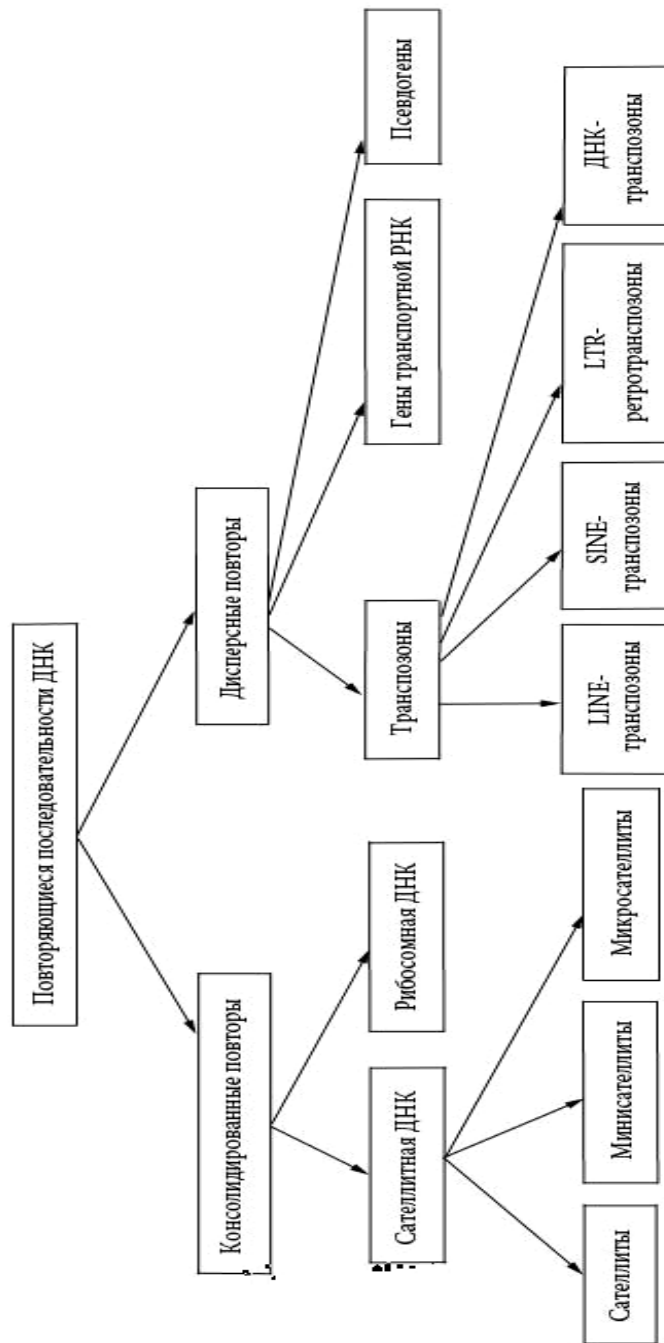 Повторяющиеся последовательности ДНК
Консолидированные повторы
Дисперсные повторы
Сателлитная ДНК
Рибосомная ДНК
Транспозоны
Гены транспортной РНК
Псевдогены
Сателлиты
Минисателлиты
Микросателлиты
LINE-
транспозоны
SINE-
транспозоны
LTR-
ретротранспозоны
ДНК-
транспозоны